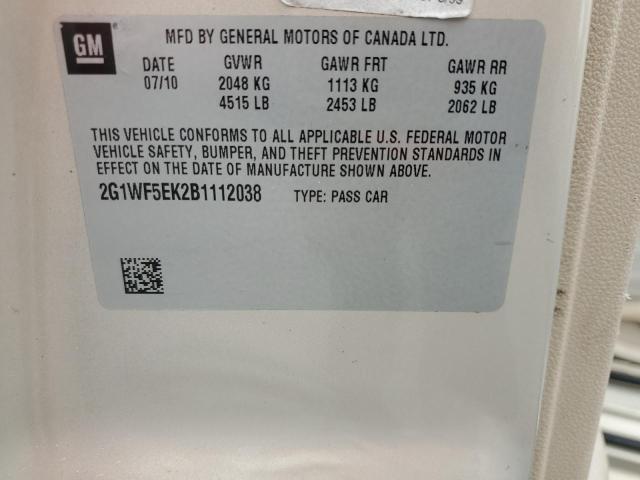 GM
MFD BY GENERAL MOTORS OF CANADA LTD.
DATE GVWR GAWR FRT GAWR RR
07/10 2048 KG 1113 KG 935 KG
4515 LB 2453 LB 2062 LB
THIS VEHICLE CONFORMS TO ALL APPLICABLE U.S. FEDERAL MOTOR
VEHICLE SAFETY, BUMPER, AND THEFT PREVENTION STANDARDS IN
EFFECT ON THE DATE OF MANUFACTURE SHOWN ABOVE.
2G1WF5EK2B1112038 TYPE: PASS CAR